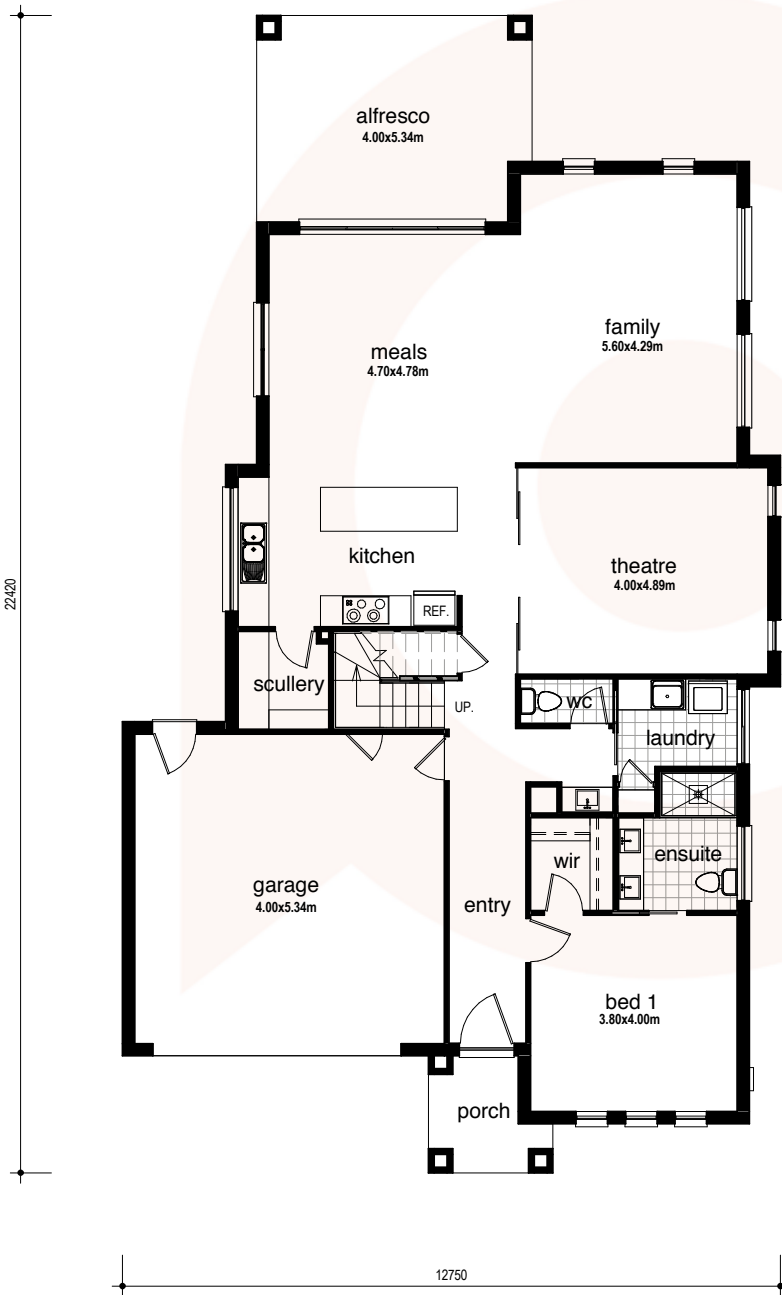 alfresco
4.00x5.34m
family
5.60x4.29m
meals
4.70x4.78m
kitchen
theatre
4.00x4.89m
22420
REF.
scullery
UP.
wc
laundry
wir
ensuite
garage
4.00x5.34m
entry
bed 1
3.80x4.00m
porch
12750